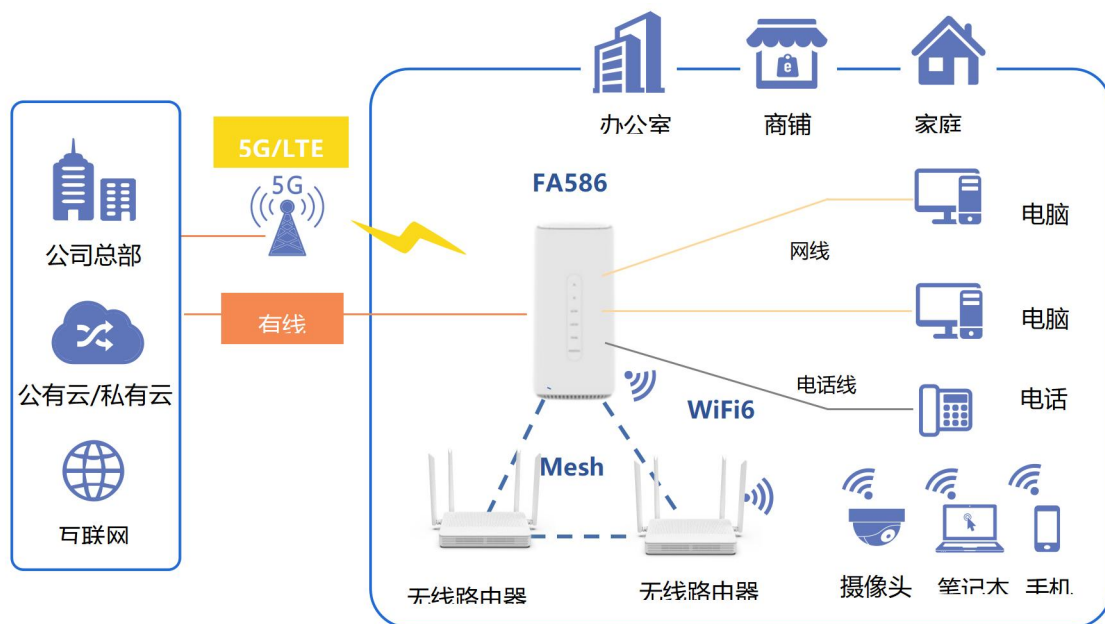 办公室
商铺
家庭
5G/LTE
5G
FA586
公司总部
电脑
网线
有线
电脑
公有云/私有云
电话线
WiFi6
电话
Mesh
互联网
摄像头
笔记本
手机
无线路由器
无线路由器